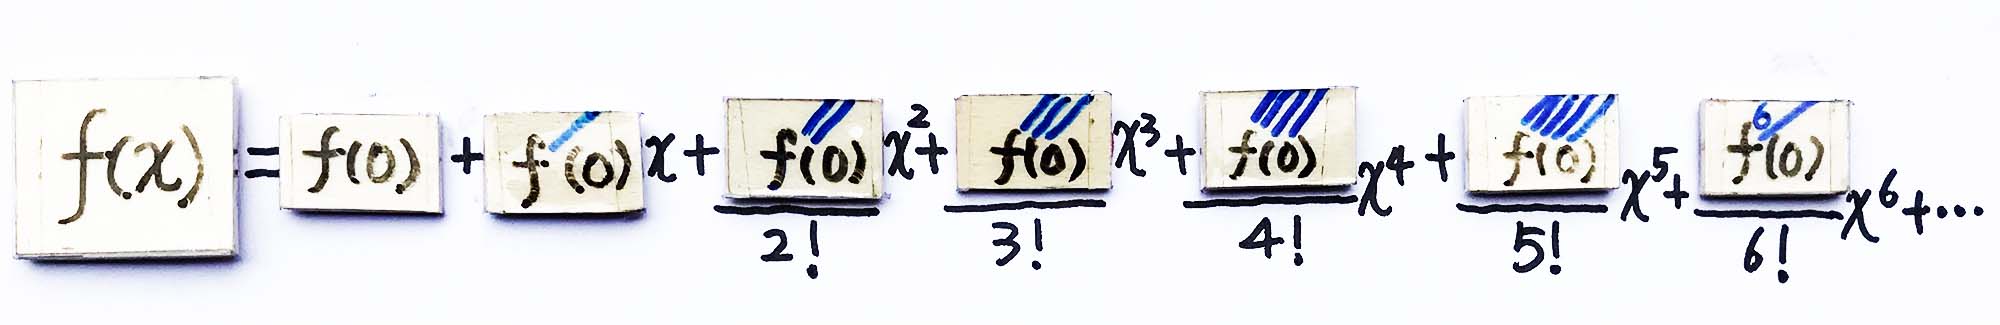 f(x) = f(0) + f'(0) x + f''(0)/2! x² + f'''(0)/3! x³ + f''''(0)/4! x⁴ + f'''''(0)/5! x⁵ + f⁶'(0)/6! x⁶ + ...